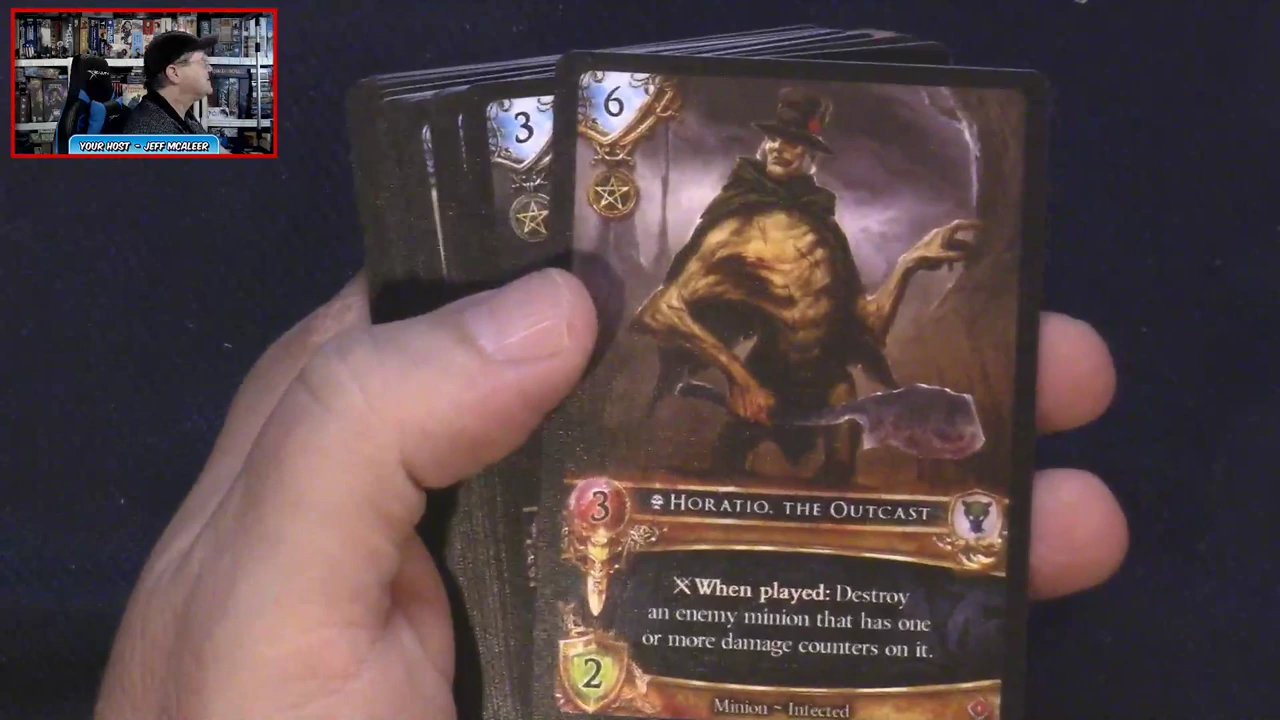 YOUR HOST - JEFF MCALEER
3
6
3
HORATIO, THE OUTCAST
When played: Destroy
an enemy minion that has one
or more damage counters on it.
2
Minion ~ Infected